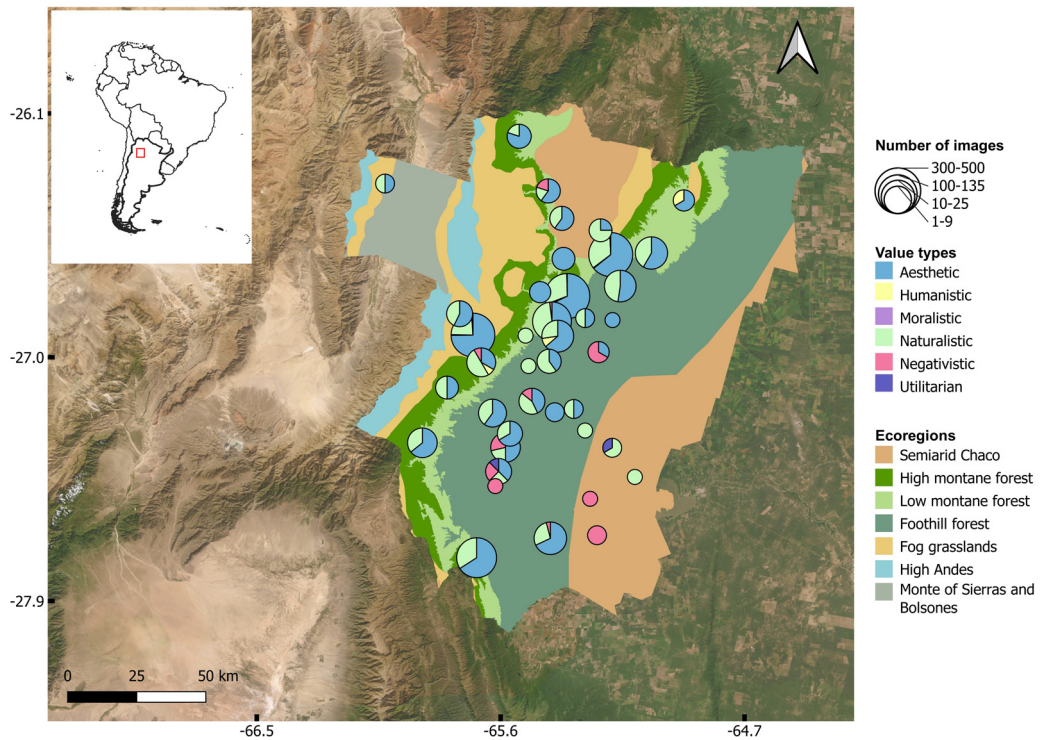 -26.1
-27.0
-27.9
-66.5
-65.6
-64.7
0 25 50 km
Number of images
300-500
100-135
10-25
1-9
Value types
Aesthetic
Humanistic
Moralistic
Naturalistic
Negativistic
Utilitarian
Ecoregions
Semiarid Chaco
High montane forest
Low montane forest
Foothill forest
Fog grasslands
High Andes
Monte of Sierras and
Bolsones